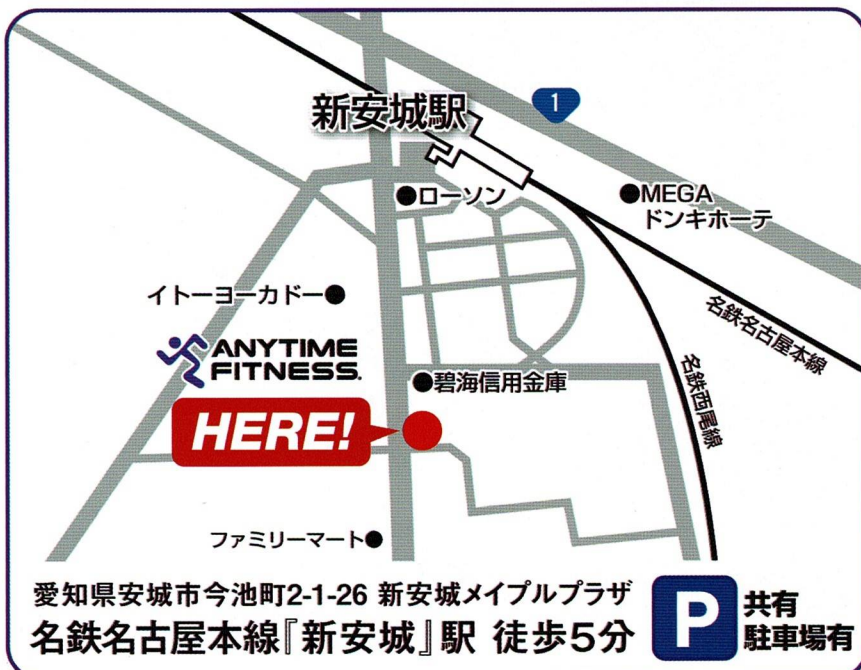 新安城駅
1
ローソン
MEGA
ドンキホーテ
イトーヨーカドー
名鉄名古屋本線
名鉄西尾線
ANYTIME
FITNESS.
碧海信用金庫
HERE!
ファミリーマート
愛知県安城市今池町2-1-26 新安城メイプルプラザ
名鉄名古屋本線『新安城』駅 徒歩5分
P
共有
駐車場有